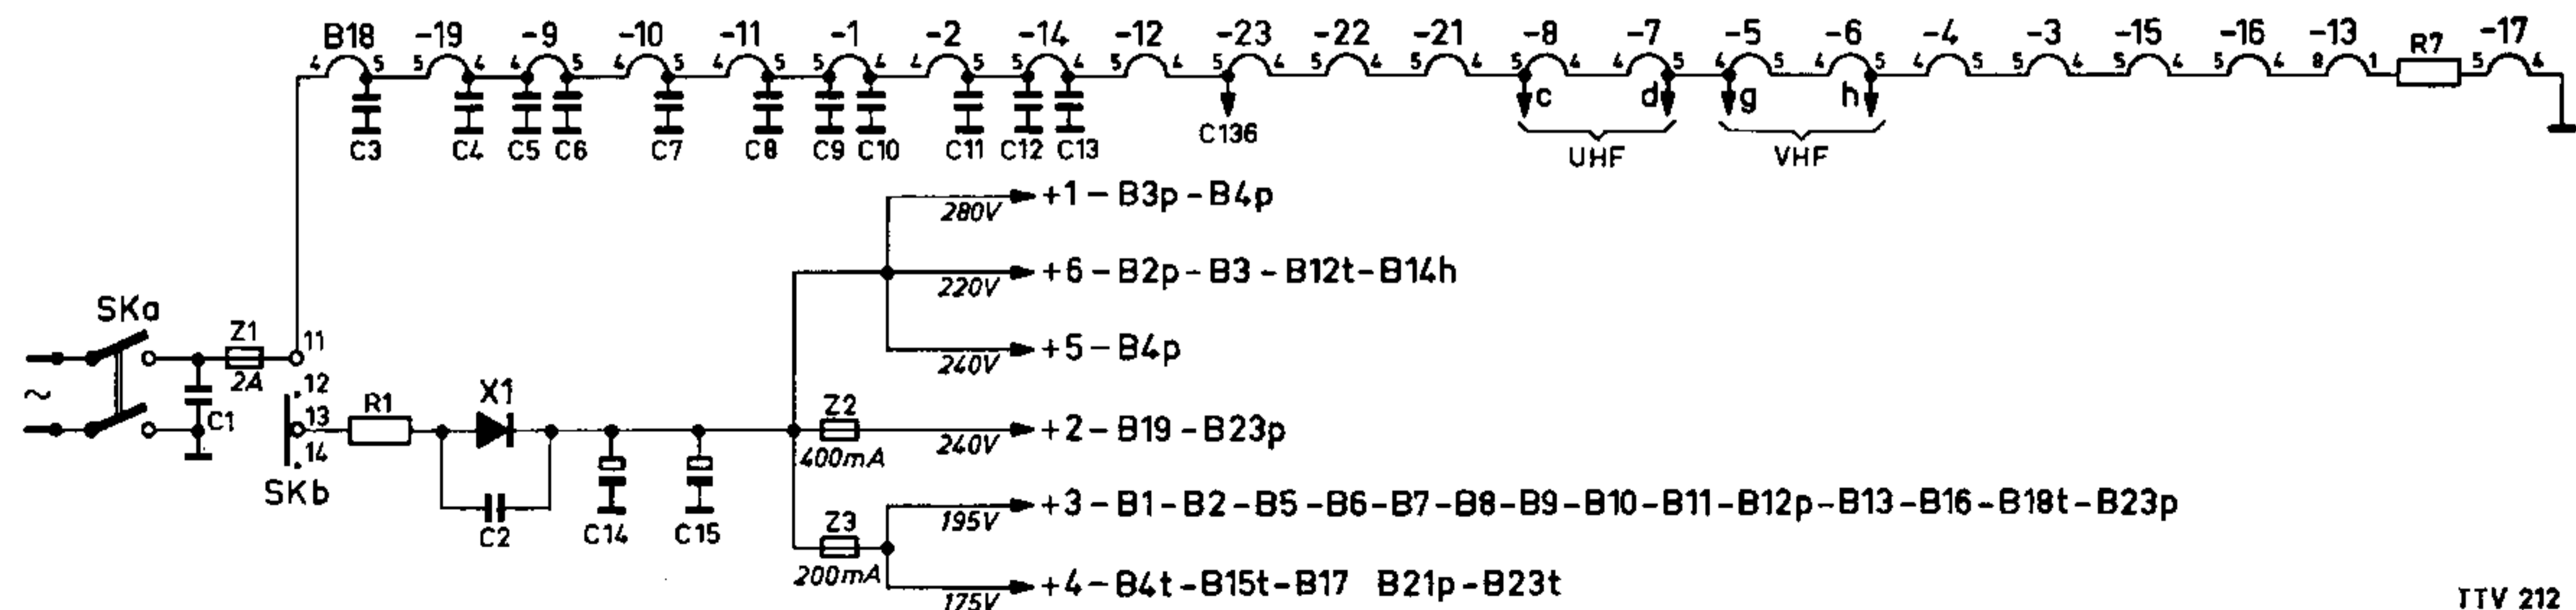 B18 -19 -9 -10 -11 -1 -2 -14 -12 -23 -22 -21 -8 -7 -5 -6 -4 -3 -15 -16 -13 R7 -17
4 5 5 4 4 5 4 5 4 5 5 4 4 5 5 4 5 4 5 4 5 4 5 4 5 4 4 5 4 5 4 5 4 5 5 4 5 4 5 4 8 1 5 4
c d g h
C3 C4 C5 C6 C7 C8 C9 C10 C11 C12 C13 C136 UHF VHF
280V +1-B3p-B4p
220V +6-B2p-B3-B12t-B14h
SKa
Z1 11
240V +5-B4p
~ 2A 12
C1 13 R1 X1 Z2
14 400mA 240V +2-B19-B23p
SKb
C2 C14 C15 Z3 195V +3-B1-B2-B5-B6-B7-B8-B9-B10-B11-B12p-B13-B16-B18t-B23p
200mA 175V +4-B4t-B15t-B17 B21p-B23t
TTV 212